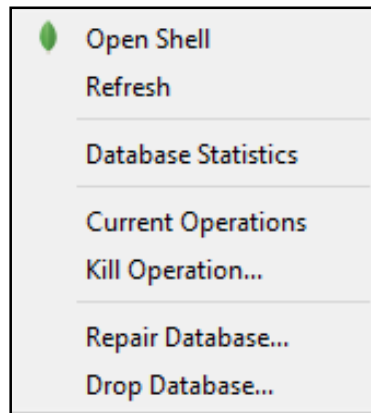 Open Shell
Refresh
Database Statistics
Current Operations
Kill Operation...
Repair Database...
Drop Database...